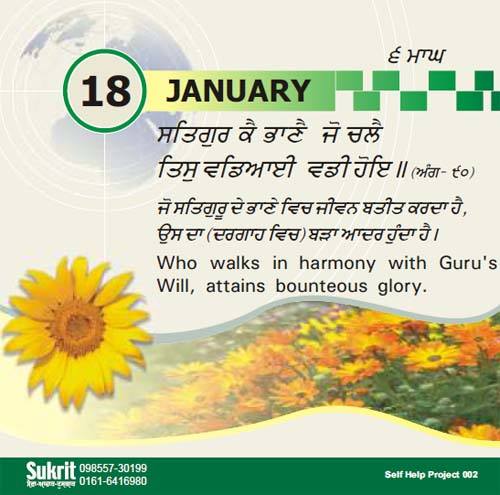 ੬ ਮਾਘ
18 JANUARY
ਸਤਿਗੁਰ ਕੈ ਭਾਣੈ ਜੋ ਚਲੈ
ਤਿਸੁ ਵਡਿਆਈ ਵਡੀ ਹੋਇ॥ (ਅੰਗ-੯੦)
ਜੋ ਸਤਿਗੁਰੂ ਦੇ ਭਾਣੇ ਵਿਚ ਜੀਵਨ ਬਤੀਤ ਕਰਦਾ ਹੈ,
ਉਸ ਦਾ (ਦਰਗਾਹ ਵਿਚ) ਬੜਾ ਆਦਰ ਹੁੰਦਾ ਹੈ।
Who walks in harmony with Guru's
Will, attains bounteous glory.
Sukrit 098557-30199
0161-6416980
Self Help Project 002